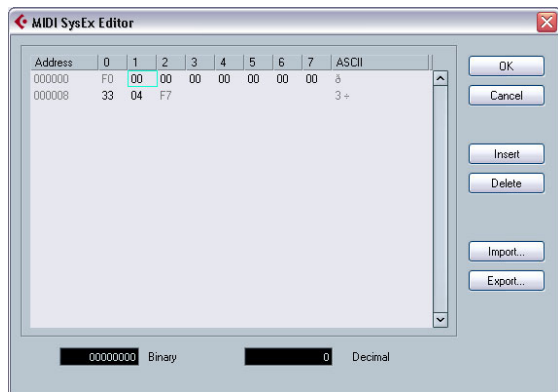 MIDI SysEx Editor
Address 0 1 2 3 4 5 6 7 ASCII
000000 F0 00 00 00 00 00 00 00 ð
000008 33 04 F7 3 ÷
OK
Cancel
Insert
Delete
Import...
Export...
00000000 Binary 0 Decimal